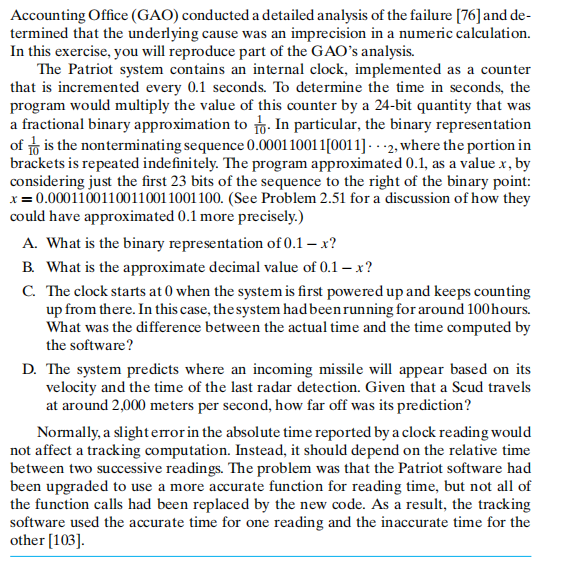 Accounting Office (GAO) conducted a detailed analysis of the failure [76] and de-
termined that the underlying cause was an imprecision in a numeric calculation.
In this exercise, you will reproduce part of the GAO's analysis.
The Patriot system contains an internal clock, implemented as a counter
that is incremented every 0.1 seconds. To determine the time in seconds, the
program would multiply the value of this counter by a 24-bit quantity that was
a fractional binary approximation to 1/10. In particular, the binary representation
of 1/10 is the nonterminating sequence 0.000110011[0011]···₂, where the portion in
brackets is repeated indefinitely. The program approximated 0.1, as a value x, by
considering just the first 23 bits of the sequence to the right of the binary point:
x = 0.00011001100110011001100. (See Problem 2.51 for a discussion of how they
could have approximated 0.1 more precisely.)
A. What is the binary representation of 0.1 – x?
B. What is the approximate decimal value of 0.1 – x?
C. The clock starts at 0 when the system is first powered up and keeps counting
up from there. In this case, the system had been running for around 100 hours.
What was the difference between the actual time and the time computed by
the software?
D. The system predicts where an incoming missile will appear based on its
velocity and the time of the last radar detection. Given that a Scud travels
at around 2,000 meters per second, how far off was its prediction?
Normally, a slight error in the absolute time reported by a clock reading would
not affect a tracking computation. Instead, it should depend on the relative time
between two successive readings. The problem was that the Patriot software had
been upgraded to use a more accurate function for reading time, but not all of
the function calls had been replaced by the new code. As a result, the tracking
software used the accurate time for one reading and the inaccurate time for the
other [103].